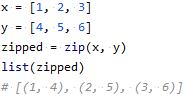 x = [1, 2, 3]
y = [4, 5, 6]
zipped = zip(x, y)
list(zipped)
# [(1, 4), (2, 5), (3, 6)]